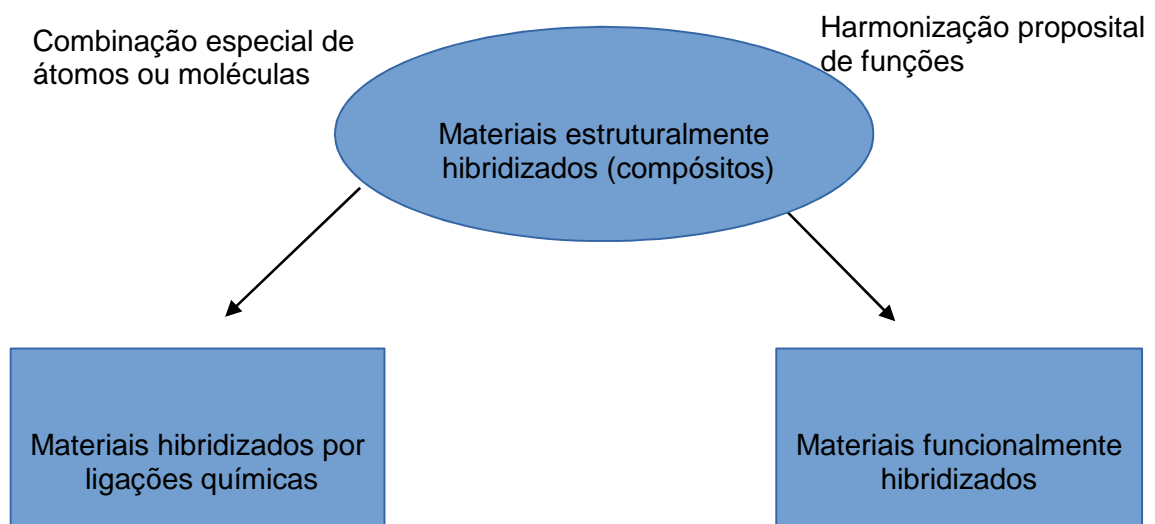 Combinação especial de
átomos ou moléculas
Harmonização proposital
de funções
Materiais estruturalmente
hibridizados (compósitos)
Materiais hibridizados por
ligações químicas
Materiais funcionalmente
hibridizados